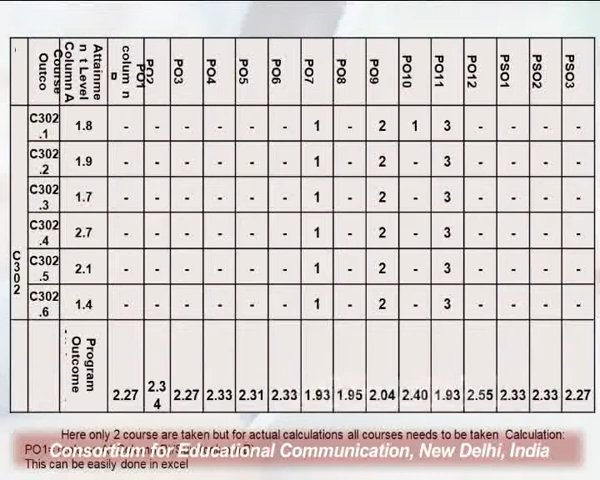 Course Outco
Attainme n t Level Column A
PO1 colum n B
PO2
PO3
PO4
PO5
PO6
PO7
PO8
PO9
PO10
PO11
PO12
PSO1
PSO2
PSO3
C302
C302 .1 1.8 - - - - - - 1 - 2 1 3 - - - -
C302 .2 1.9 - - - - - - 1 - 2 - 3 - - - -
C302 .3 1.7 - - - - - - 1 - 2 - 3 - - - -
C302 .4 2.7 - - - - - - 1 - 2 - 3 - - - -
C302 .5 2.1 - - - - - - 1 - 2 - 3 - - - -
C302 .6 1.4 - - - - - - 1 - 2 - 3 - - - -
Program Outcome
2.27 2.34 2.27 2.33 2.31 2.33 1.93 1.95 2.04 2.40 1.93 2.55 2.33 2.33 2.27
Here only 2 course are taken but for actual calculations all courses needs to be taken Calculation:
Consortium for Educational Communication, New Delhi, India
This can be easily done in excel